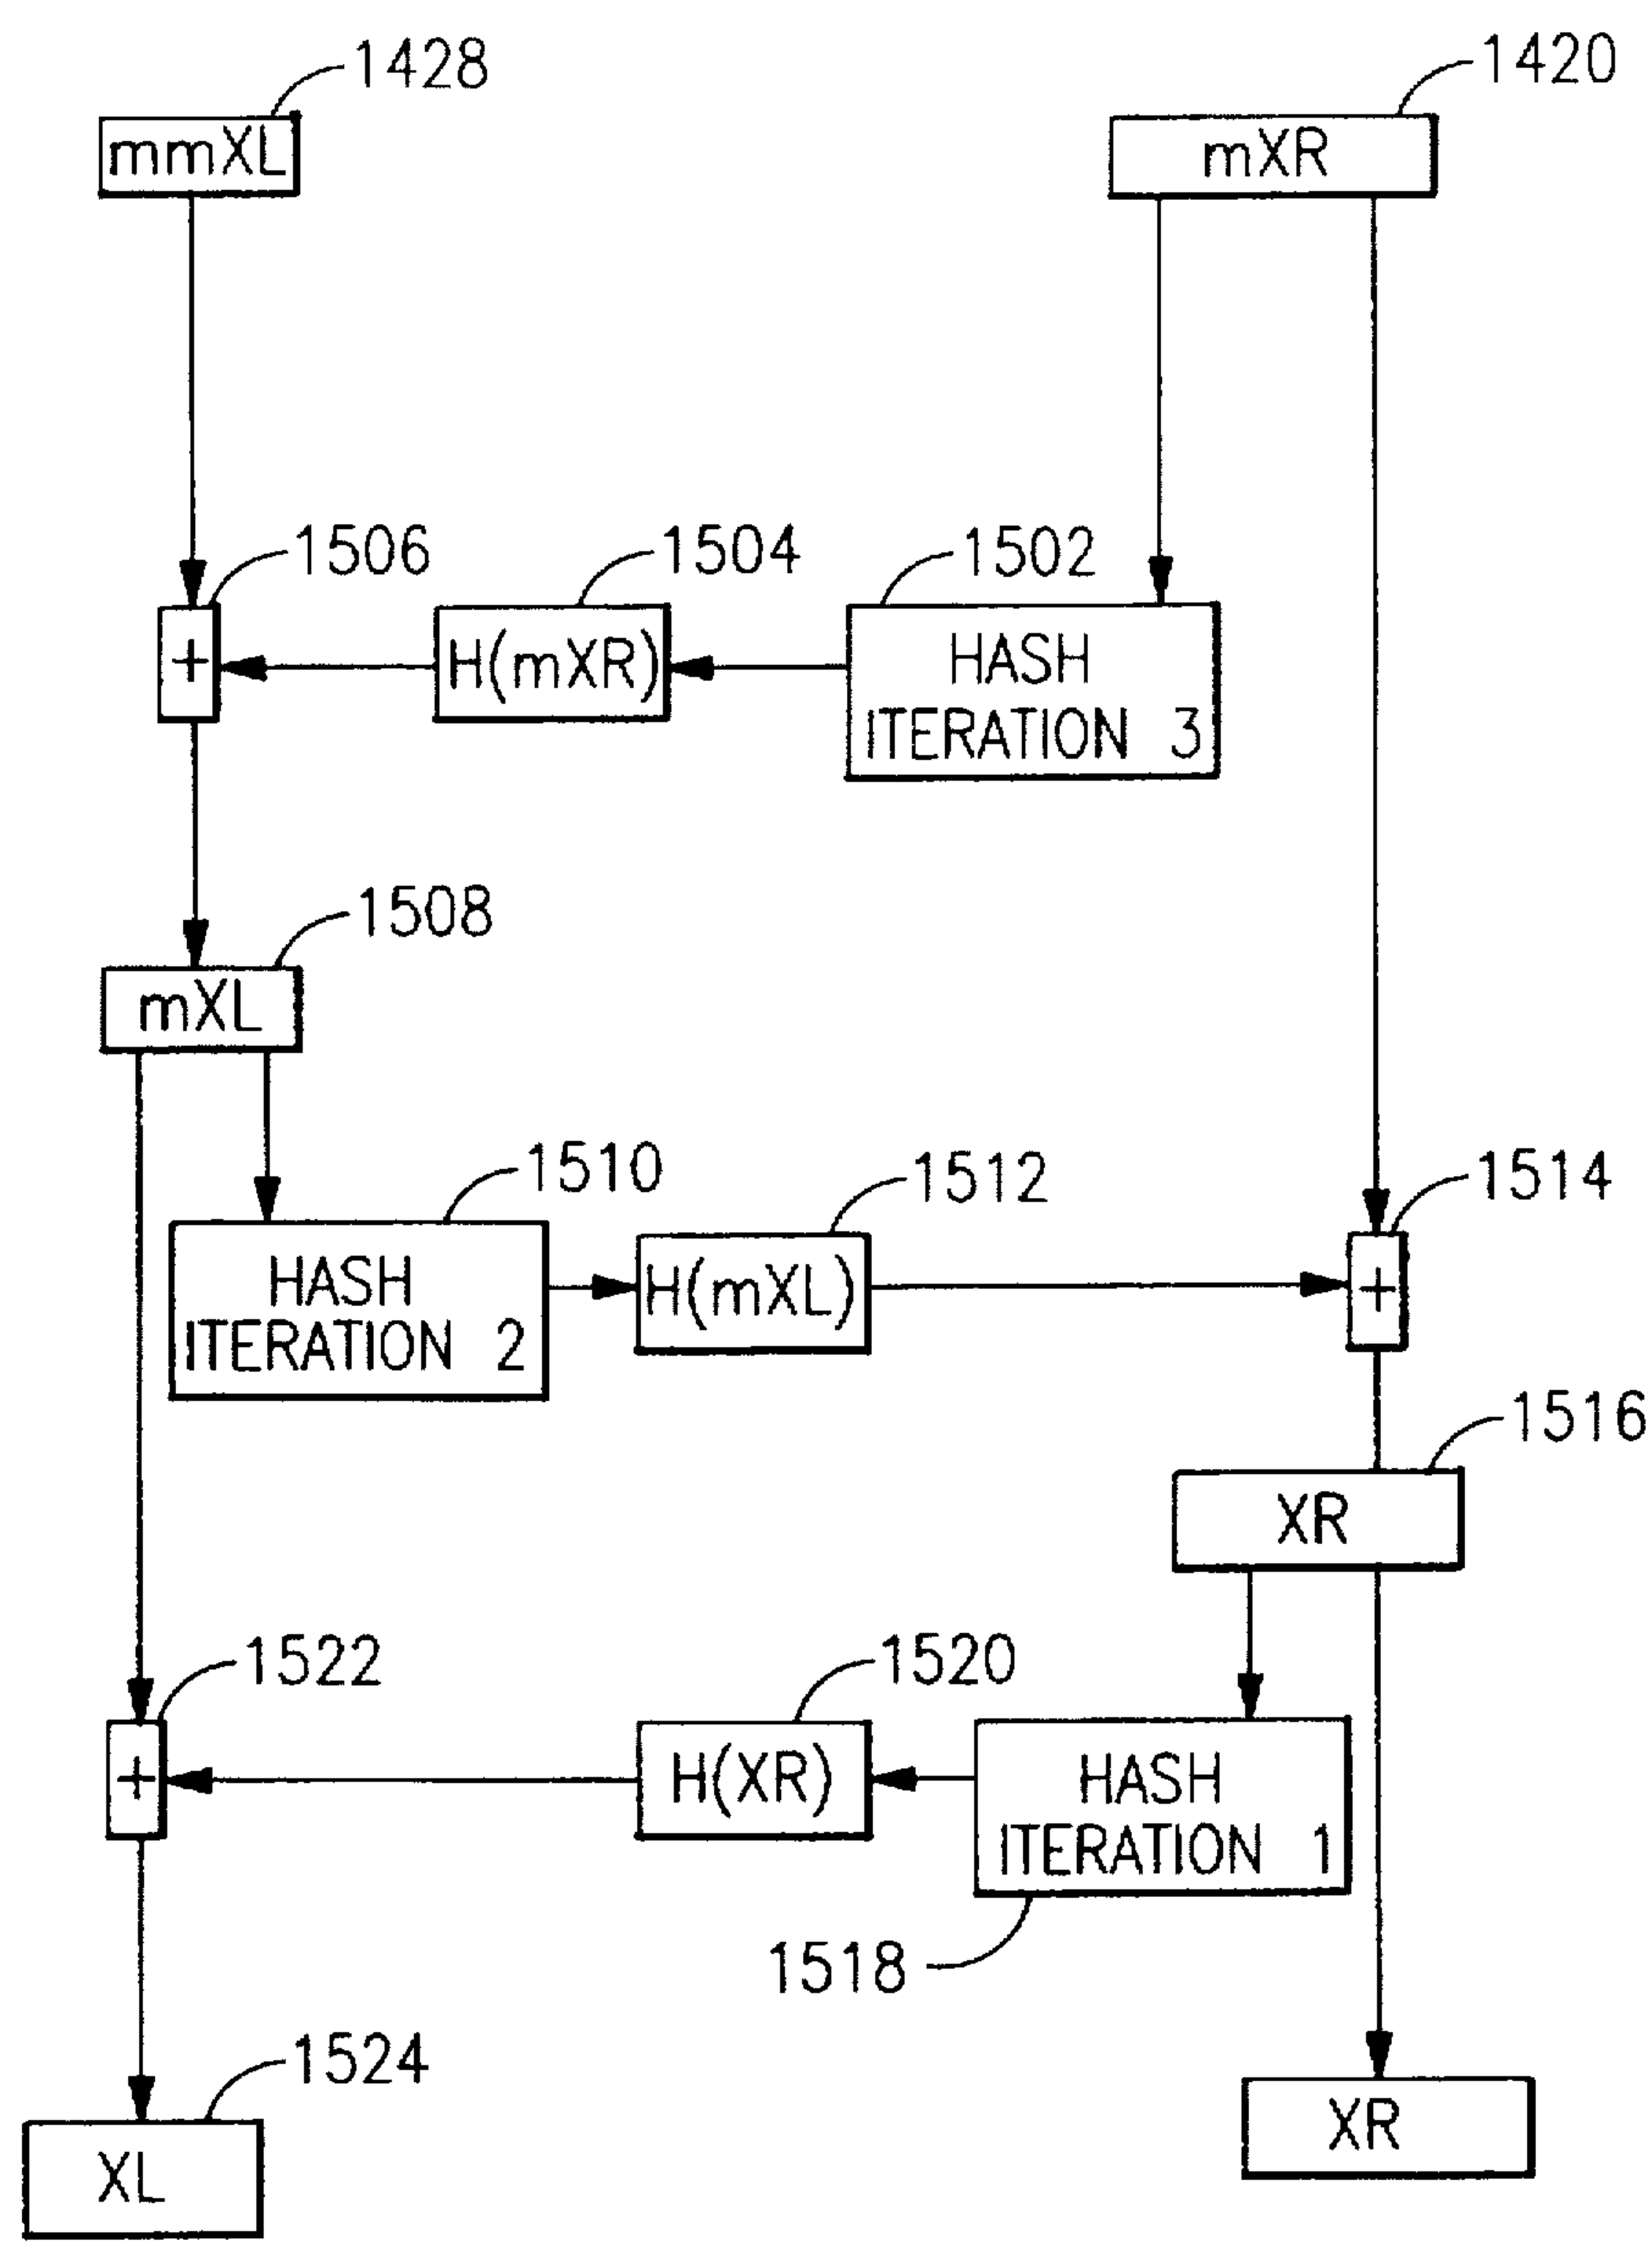 1428
1420
mmXL
mXR
1506
1504
1502
+
H(mXR)
HASH
ITERATION 3
1508
mXL
1510
1512
1514
HASH
ITERATION 2
H(mXL)
+
1516
XR
1522
1520
+
H(XR)
HASH
ITERATION 1
1518
1524
XL
XR